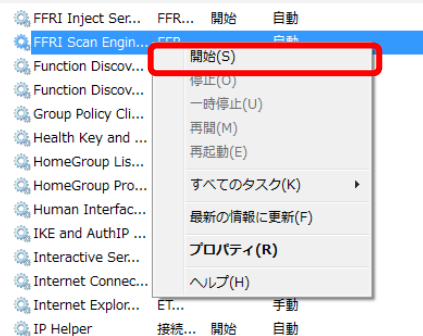 FFRI Inject Ser... FFR... 開始 自動
FFRI Scan Engin...
開始(S)
Function Discov...
停止(O)
Function Discov...
一時停止(U)
Group Policy Cli...
再開(M)
Health Key and ...
再起動(E)
HomeGroup Lis...
HomeGroup Pro...
すべてのタスク(K)
Human Interfac...
最新の情報に更新(F)
IKE and AuthIP ...
プロパティ(R)
Interactive Ser...
Internet Connec...
ヘルプ(H)
Internet Explor... ET... 手動
IP Helper 接続... 開始 自動